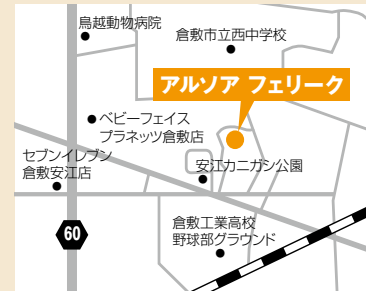 鳥越動物病院
倉敷市立西中学校
アルソア フェリーク
ベビーフェイス
プラネッツ倉敷店
セブンイレブン
倉敷安江店
安江カニガシ公園
60
倉敷工業高校
野球部グラウンド